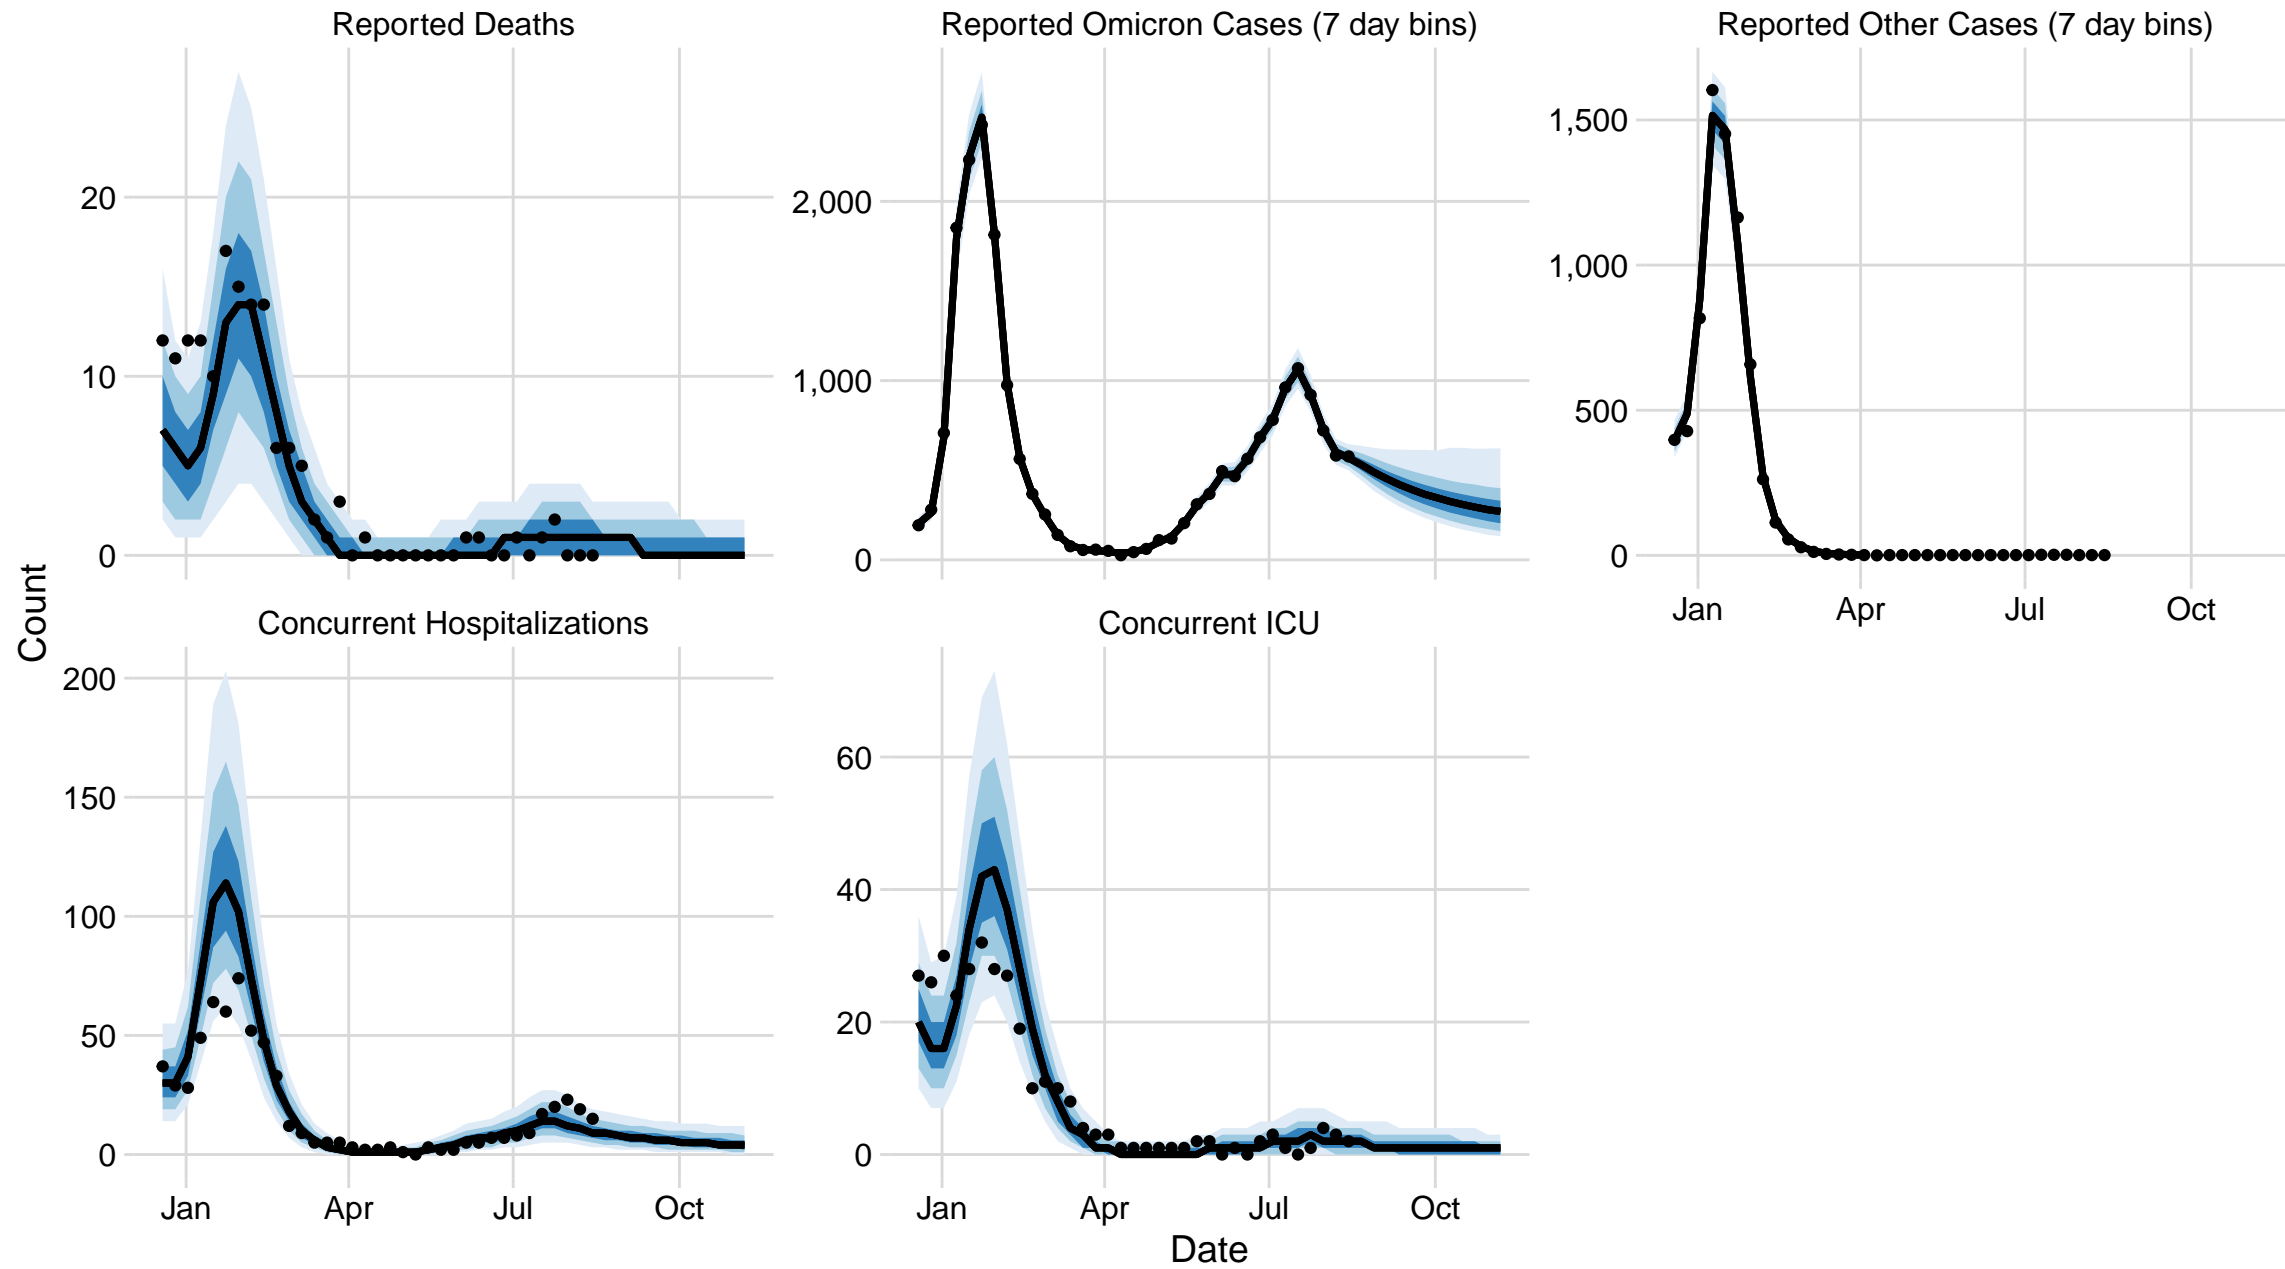 Reported Deaths
Reported Omicron Cases (7 day bins)
Reported Other Cases (7 day bins)
20
10
0
2,000
1,000
0
1,500
1,000
500
0
Jan Apr Jul Oct
Count
Concurrent Hospitalizations
Concurrent ICU
200
150
100
50
0
60
40
20
0
Jan Apr Jul Oct
Jan Apr Jul Oct
Date